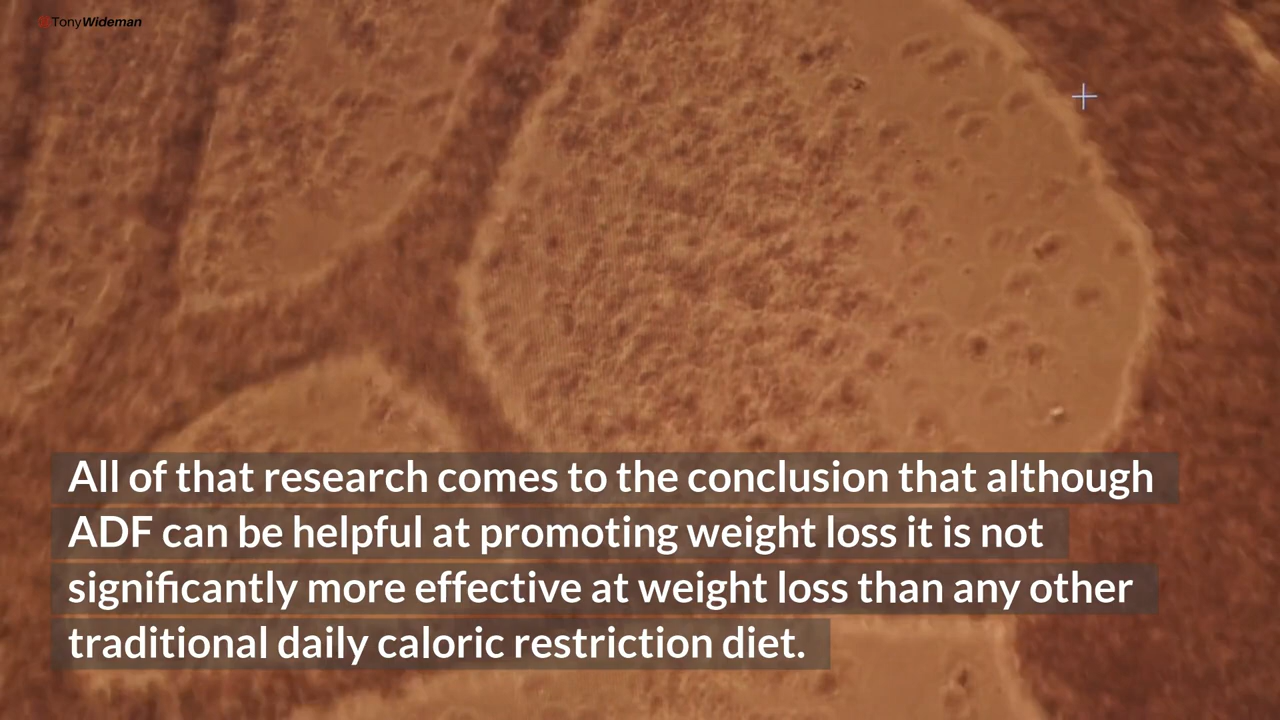 TonyWideman
All of that research comes to the conclusion that although
ADF can be helpful at promoting weight loss it is not
significantly more effective at weight loss than any other
traditional daily caloric restriction diet.